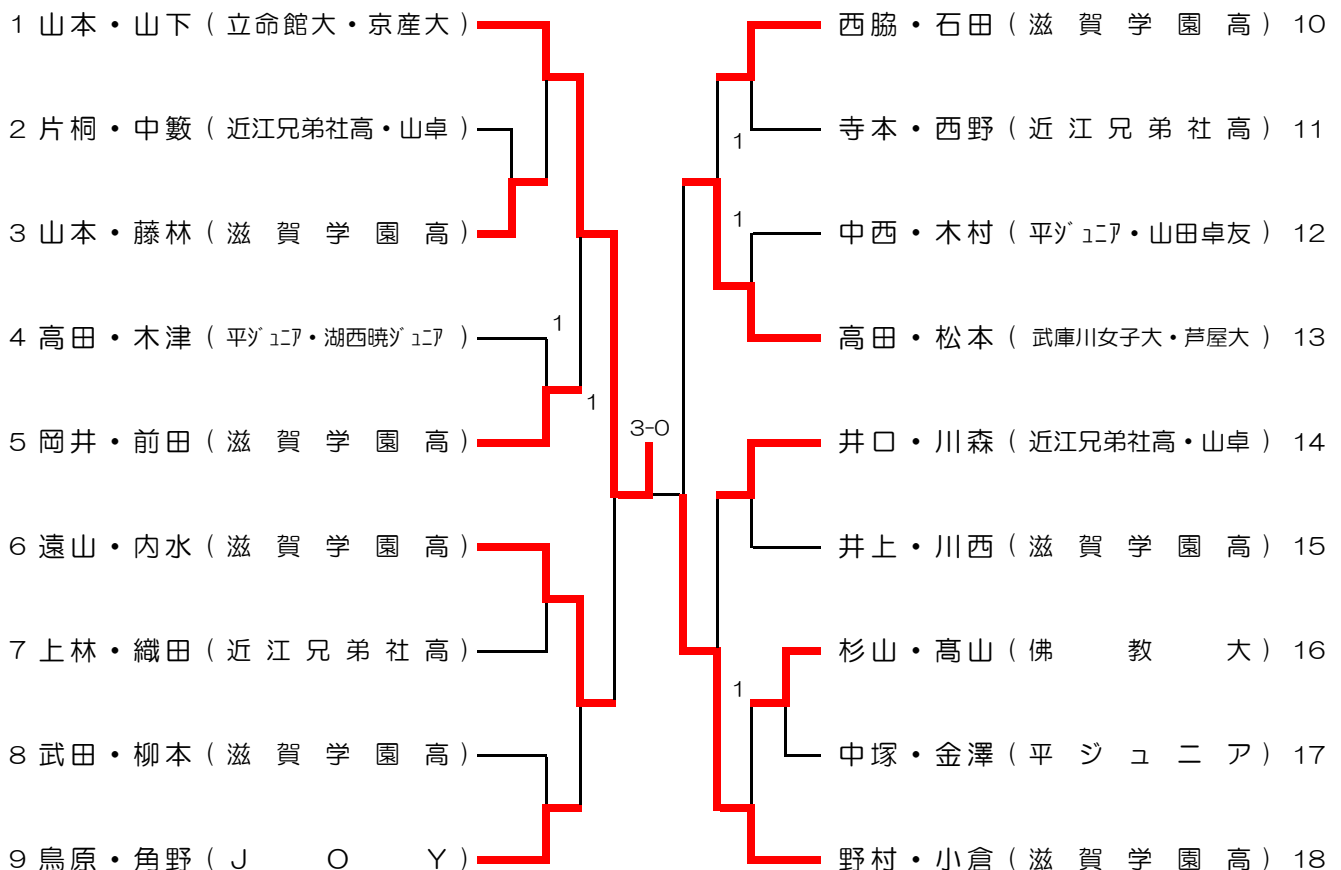 1 山本・山下（立命館大・京産大）
2 片桐・中籔（近江兄弟社高・山卓）
3 山本・藤林（滋賀学園高）
4 高田・木津（平ジュニア・湖西暁ジュニア）
5 岡井・前田（滋賀学園高）
6 遠山・内水（滋賀学園高）
7 上林・織田（近江兄弟社高）
8 武田・柳本（滋賀学園高）
9 鳥原・角野（JOY）
1
1
3-0
西脇・石田（滋賀学園高）10
寺本・西野（近江兄弟社高）11
1
1
中西・木村（平ジュニア・山田卓友）12
高田・松本（武庫川女子大・芦屋大）13
井口・川森（近江兄弟社高・山卓）14
井上・川西（滋賀学園高）15
杉山・髙山（佛教大）16
1
中塚・金澤（平ジュニア）17
野村・小倉（滋賀学園高）18